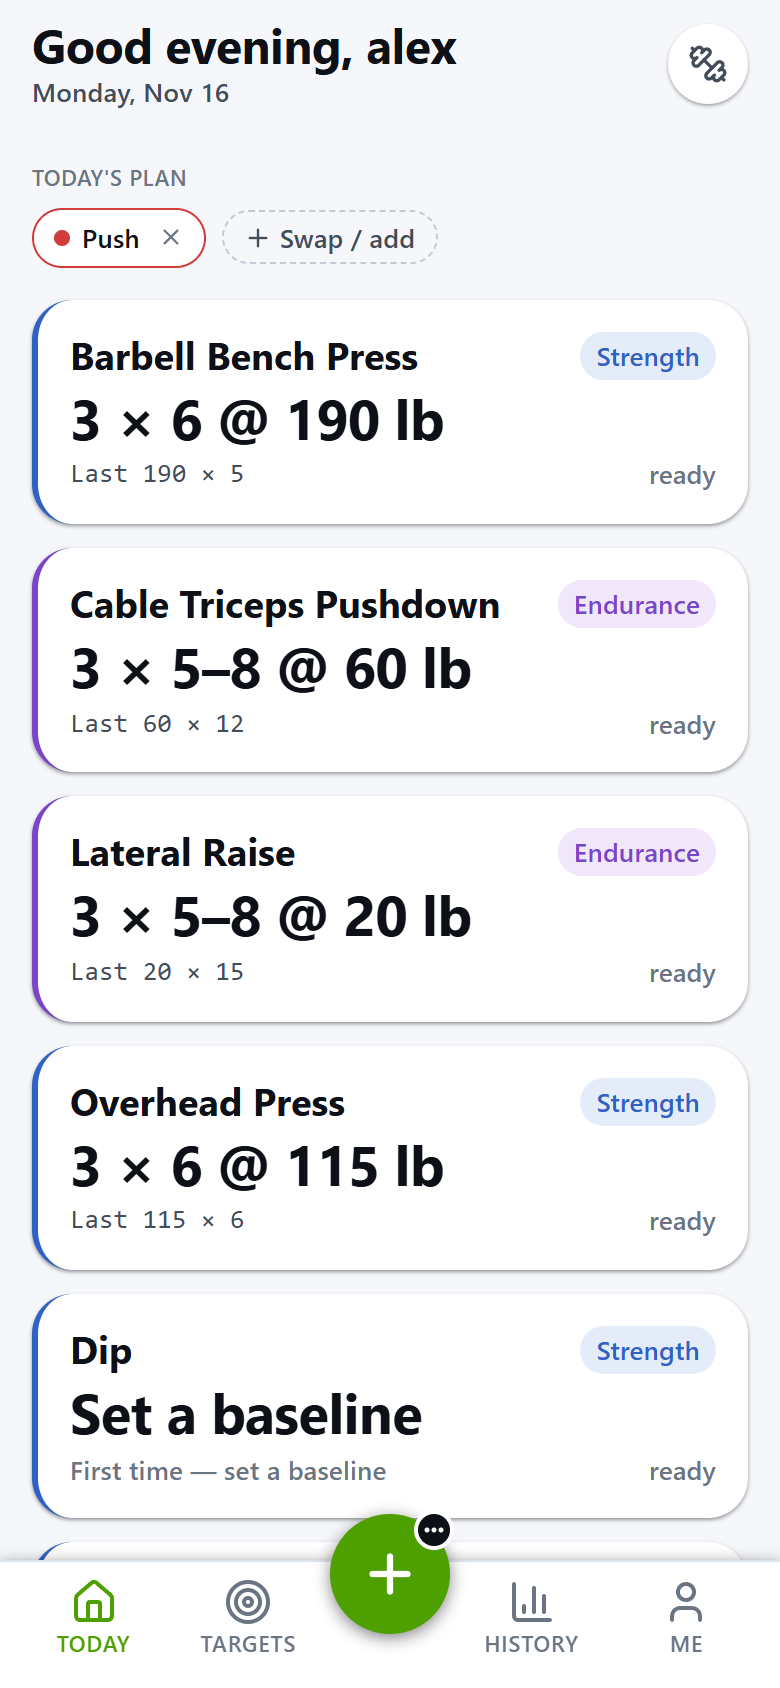 Good evening, alex
Monday, Nov 16
TODAY'S PLAN
Push
Swap / add
Barbell Bench Press
Strength
3 × 6 @ 190 lb
Last 190 × 5
ready
Cable Triceps Pushdown
Endurance
3 × 5–8 @ 60 lb
Last 60 × 12
ready
Lateral Raise
Endurance
3 × 5–8 @ 20 lb
Last 20 × 15
ready
Overhead Press
Strength
3 × 6 @ 115 lb
Last 115 × 6
ready
Dip
Strength
Set a baseline
First time — set a baseline
ready
TODAY
TARGETS
HISTORY
ME